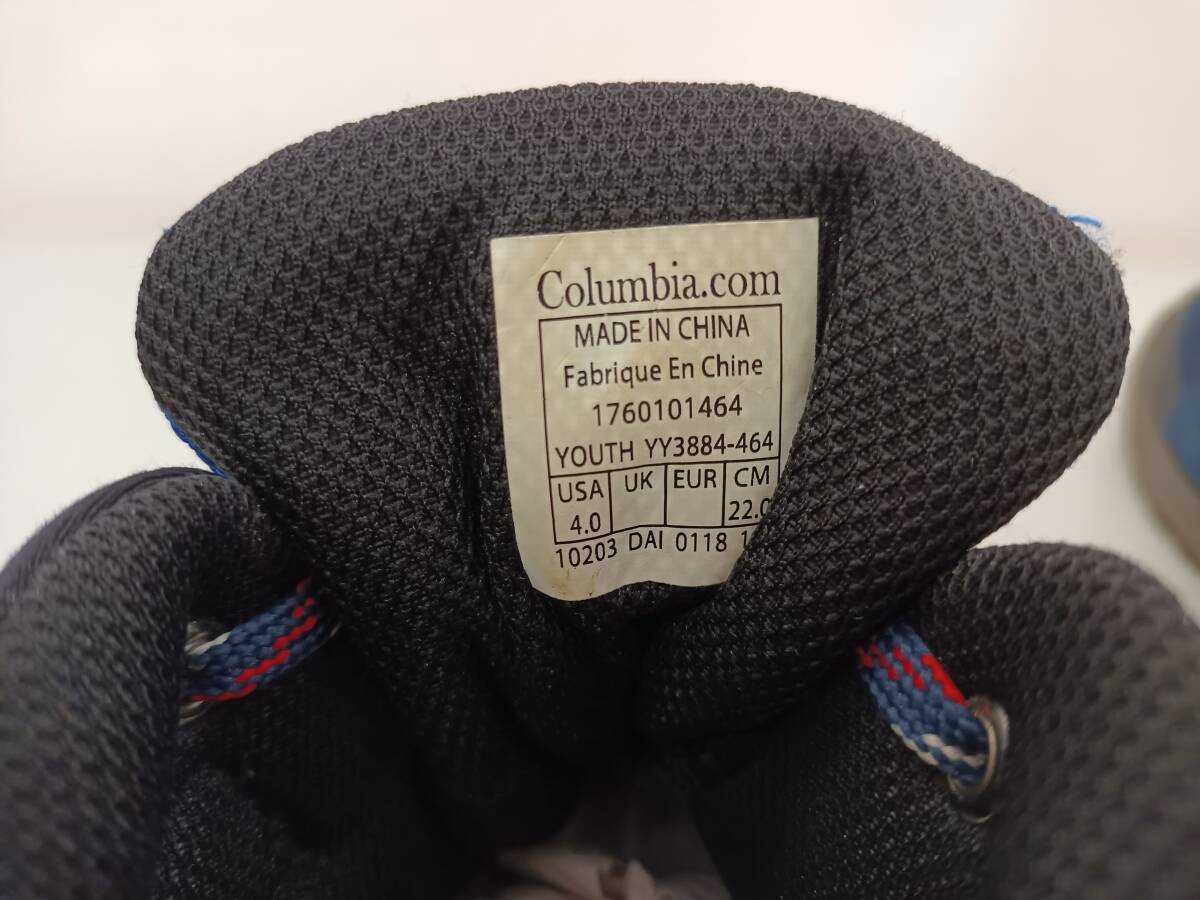 Columbia.com
MADE IN CHINA
Fabrique En Chine
1760101464
YOUTH YY3884-464
USA UK EUR CM
4.0 22.0
10203 DAI 0118